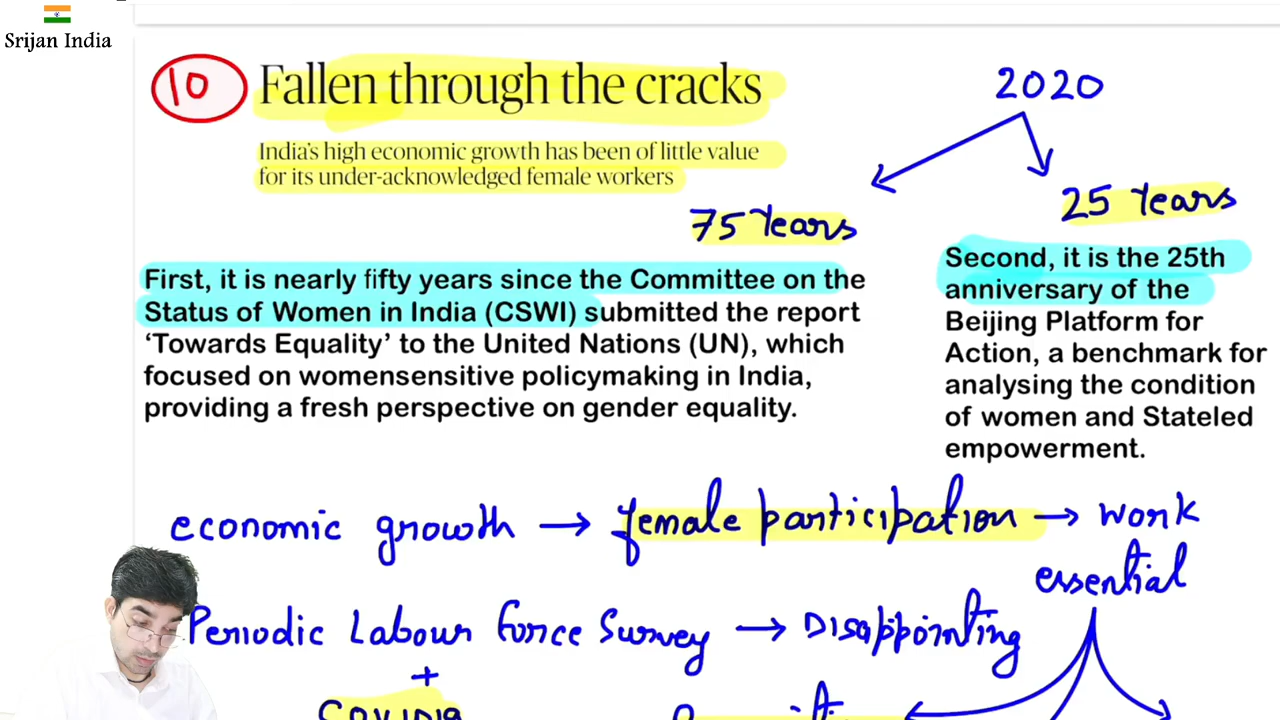 Srijan India
10
Fallen through the cracks
India's high economic growth has been of little value
for its under-acknowledged female workers
2020
75 Years
25 Years
First, it is nearly fifty years since the Committee on the
Status of Women in India (CSWI) submitted the report
‘Towards Equality’ to the United Nations (UN), which
focused on womensensitive policymaking in India,
providing a fresh perspective on gender equality.
Second, it is the 25th
anniversary of the
Beijing Platform for
Action, a benchmark for
analysing the condition
of women and Stateled
empowerment.
economic growth → female participation → work
essential
Periodic Labour Force Survey → Disappointing
+